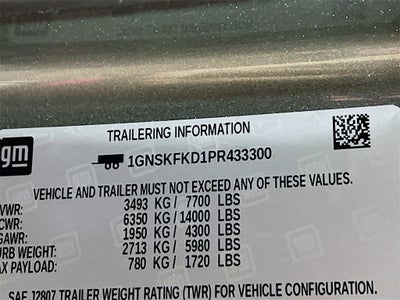 TRAILERING INFORMATION
gm
1GNSKFKD1PR433300
VEHICLE AND TRAILER MUST NOT EXCEED ANY OF THESE VALUES.
VWR: 3493 KG / 7700 LBS
CWR: 6350 KG / 14000 LBS
GAWR: 1950 KG / 4300 LBS
URB WEIGHT: 2713 KG / 5980 LBS
AX PAYLOAD: 780 KG / 1720 LBS
SAE J2807 TRAILER WEIGHT RATING (TWR) FOR VEHICLE CONFIGURATION.